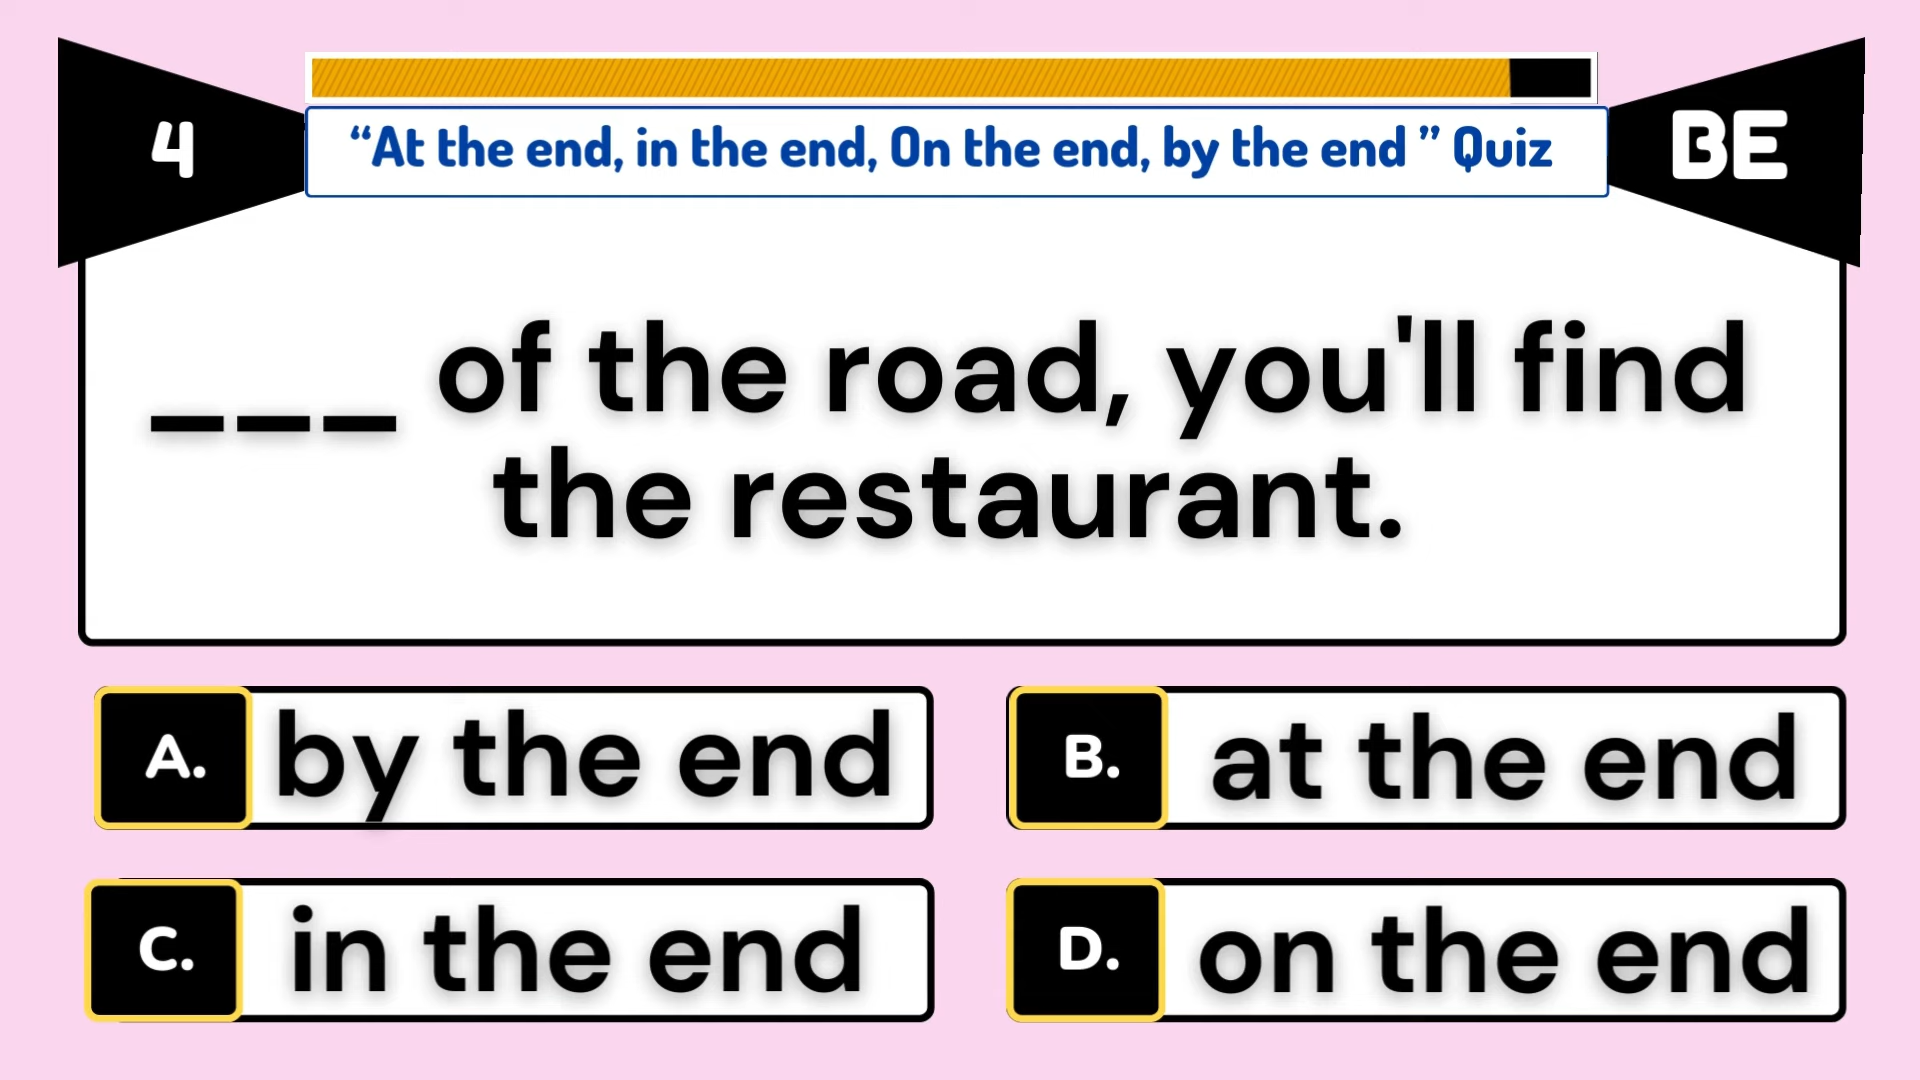 4
“At the end, in the end, On the end, by the end ” Quiz
BE
___ of the road, you'll find
the restaurant.
A. by the end
B. at the end
C. in the end
D. on the end